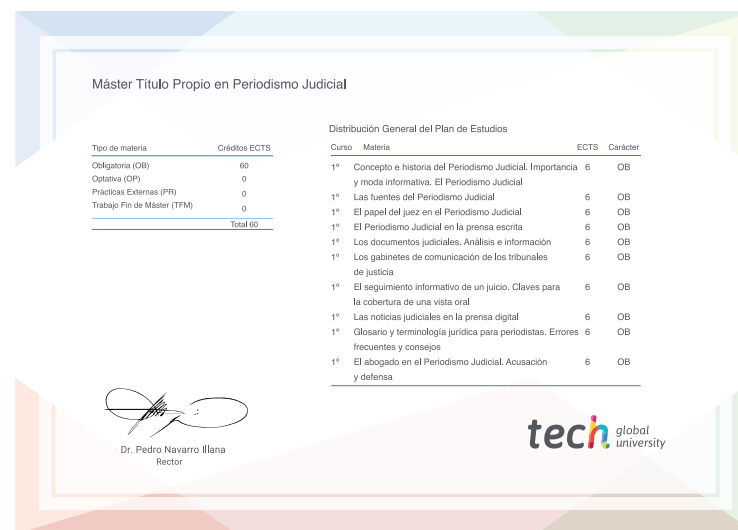 Máster Título Propio en Periodismo Judicial
Tipo de materia Créditos ECTS
Obligatoria (OB) 60
Optativa (OP) 0
Prácticas Externas (PR) 0
Trabajo Fin de Máster (TFM) 0
Total 60
Distribución General del Plan de Estudios
Curso Materia ECTS Carácter
1º Concepto e historia del Periodismo Judicial. Importancia 6 OB
y moda informativa. El Periodismo Judicial
1º Las fuentes del Periodismo Judicial 6 OB
1º El papel del juez en el Periodismo Judicial 6 OB
1º El Periodismo Judicial en la prensa escrita 6 OB
1º Los documentos judiciales. Análisis e información 6 OB
1º Los gabinetes de comunicación de los tribunales 6 OB
de justicia
1º El seguimiento informativo de un juicio. Claves para 6 OB
la cobertura de una vista oral
1º Las noticias judiciales en la prensa digital 6 OB
1º Glosario y terminología jurídica para periodistas. Errores 6 OB
frecuentes y consejos
1º El abogado en el Periodismo Judicial. Acusación 6 OB
y defensa
Dr. Pedro Navarro Illana
Rector
tech global
university